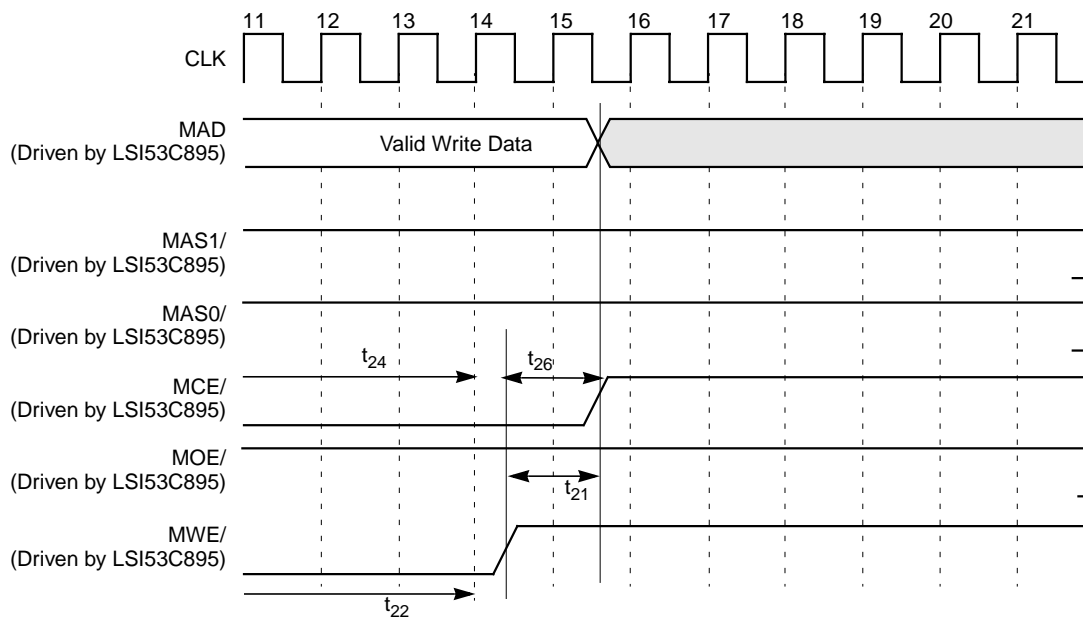 11 12 13 14 15 16 17 18 19 20 21
CLK
MAD
(Driven by LSI53C895)
Valid Write Data
MAS1/
(Driven by LSI53C895)
MAS0/
(Driven by LSI53C895)
t24
t26
MCE/
(Driven by LSI53C895)
MOE/
(Driven by LSI53C895)
t21
MWE/
(Driven by LSI53C895)
t22